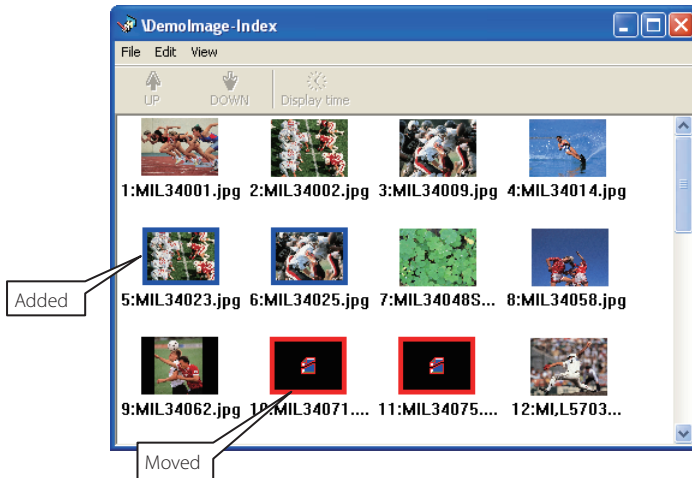 \DemoImage-Index
File Edit View
UP DOWN Display time
1:MIL34001.jpg 2:MIL34002.jpg 3:MIL34009.jpg 4:MIL34014.jpg
Added
5:MIL34023.jpg 6:MIL34025.jpg 7:MIL34048S... 8:MIL34058.jpg
9:MIL34062.jpg 10:MIL34071.... 11:MIL34075.... 12:MI,L5703...
Moved